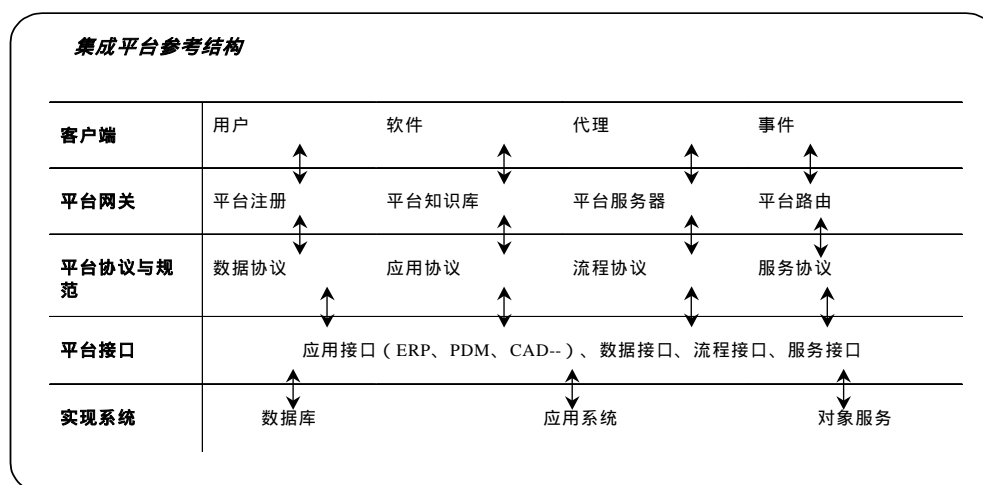 集成平台参考结构
客户端 用户 软件 代理 事件
平台网关 平台注册 平台知识库 平台服务器 平台路由
平台协议与规 数据协议 应用协议 流程协议 服务协议
范
平台接口 应用接口（ERP、PDM、CAD--）、数据接口、流程接口、服务接口
实现系统 数据库 应用系统 对象服务